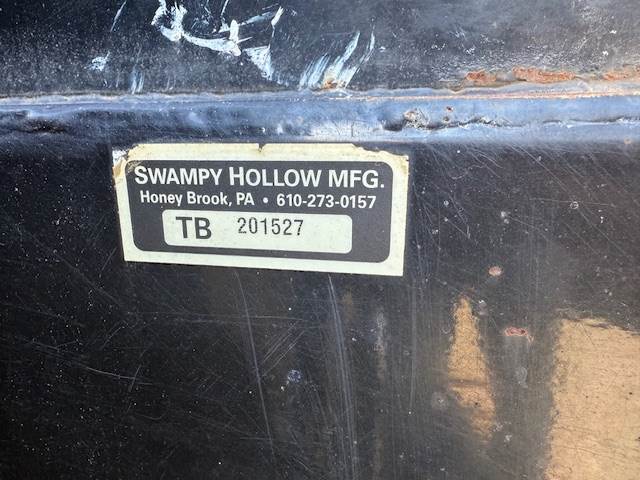 SWAMPY HOLLOW MFG.
Honey Brook, PA • 610-273-0157
TB 201527